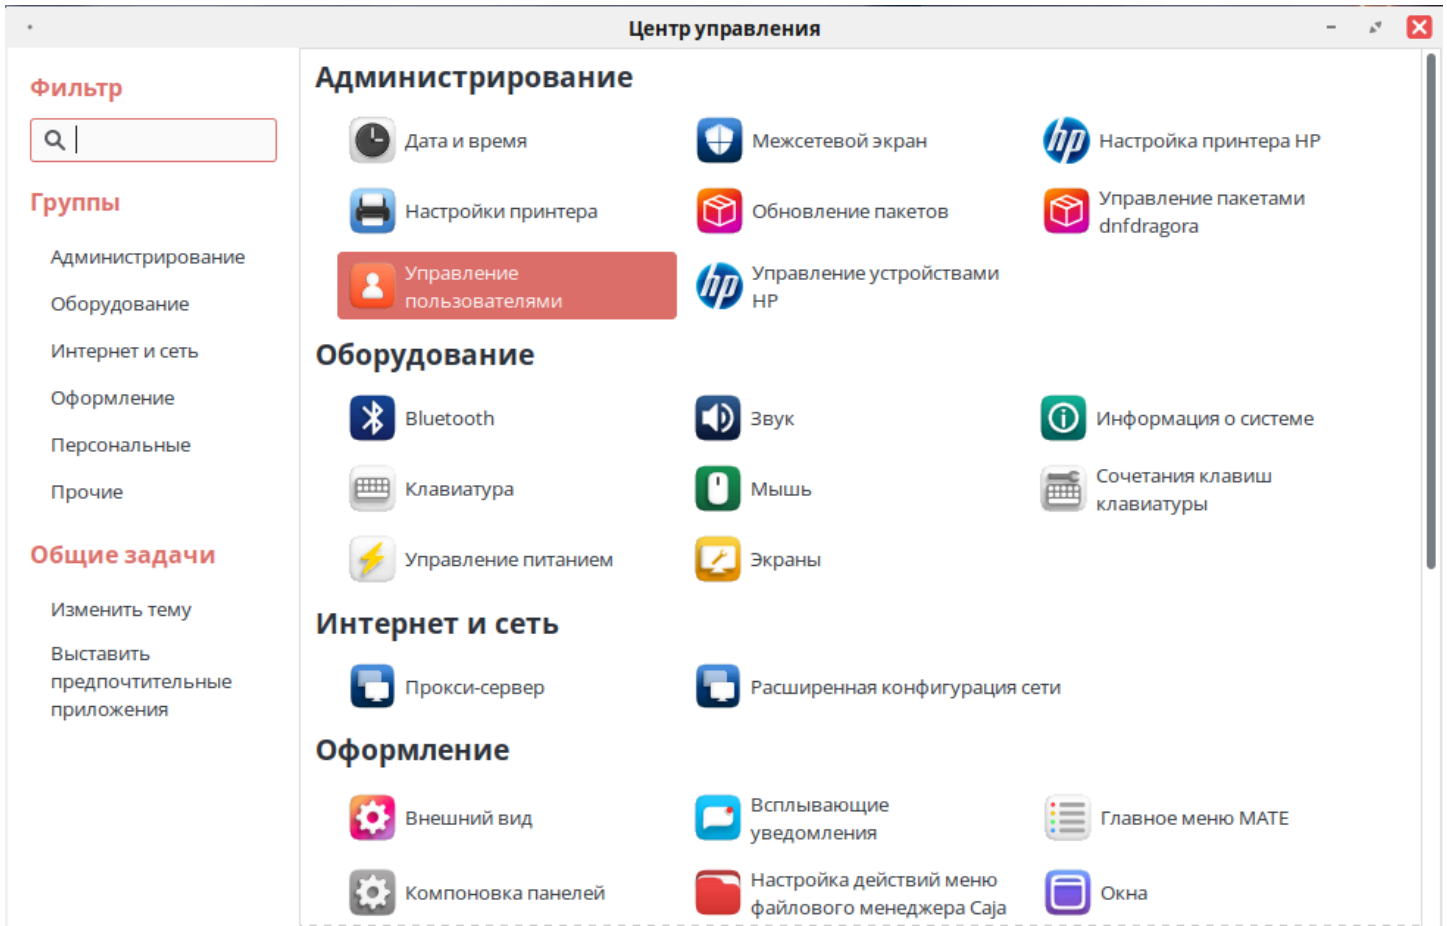 Центр управления
Фильтр
Группы
Администрирование
Оборудование
Интернет и сеть
Оформление
Персональные
Прочие
Общие задачи
Изменить тему
Выставить
предпочтительные
приложения
Администрирование
Дата и время
Межсетевой экран
hp
Настройка принтера HP
Настройки принтера
Обновление пакетов
Управление пакетами
dnfdragora
Управление
пользователями
hp
Управление устройствами
HP
Оборудование
Bluetooth
Звук
Информация о системе
Клавиатура
Мышь
Сочетания клавиш
клавиатуры
Управление питанием
Экраны
Интернет и сеть
Прокси-сервер
Расширенная конфигурация сети
Оформление
Внешний вид
Всплывающие
уведомления
Главное меню MATE
Компоновка панелей
Настройка действий меню
файлового менеджера Caja
Окна